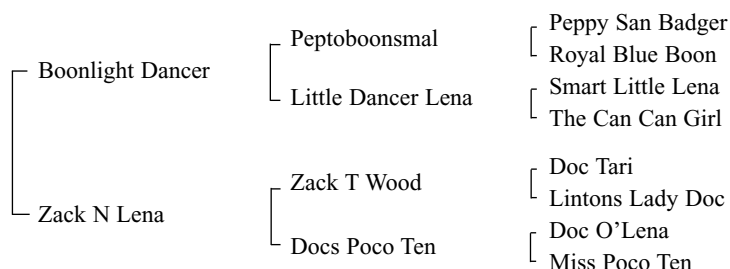 Peppy San Badger
Peptoboonsmal
Royal Blue Boon
Boonlight Dancer
Smart Little Lena
Little Dancer Lena
The Can Can Girl
Doc Tari
Zack T Wood
Lintons Lady Doc
Zack N Lena
Doc O’Lena
Docs Poco Ten
Miss Poco Ten